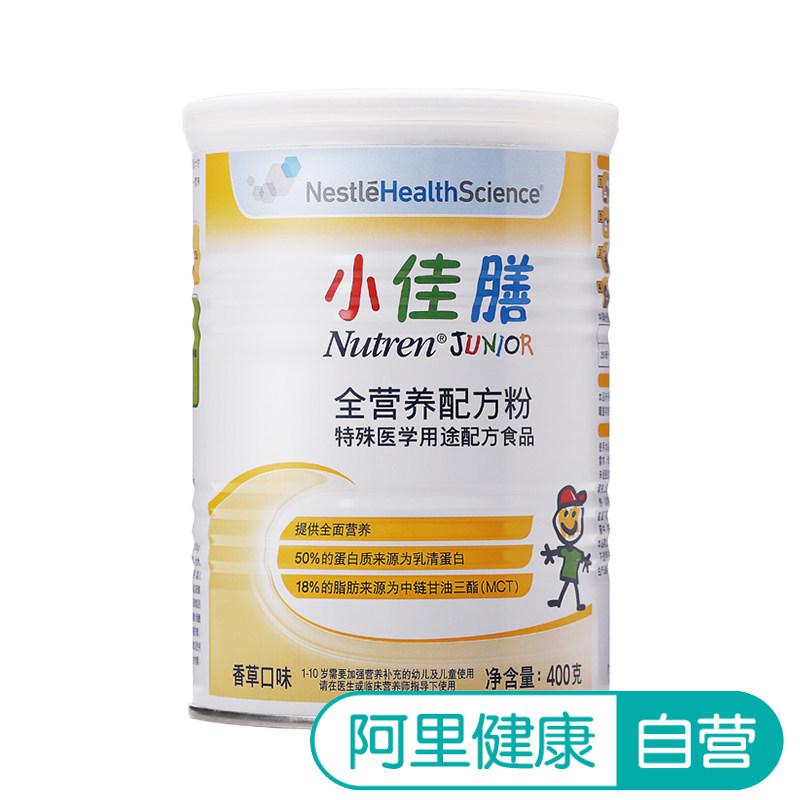 NestléHealthScience®
小佳膳
Nutren® JUNIOR
全营养配方粉
特殊医学用途配方食品
提供全面营养
50%的蛋白质来源为乳清蛋白
18%的脂肪来源为中链甘油三酯(MCT)
香草口味
1-10 岁需要加强营养补充的幼儿及儿童使用
请在医生或临床营养师指导下使用
净含量：400克
阿里健康 自营